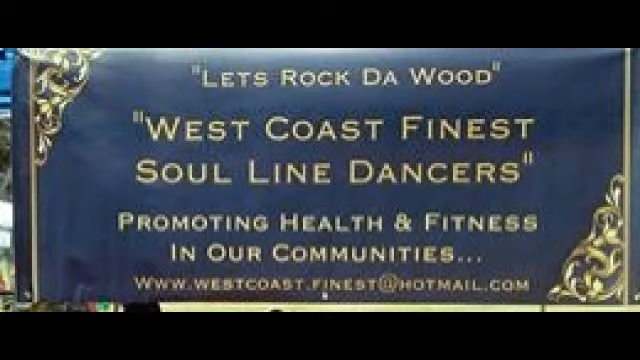 "Lets Rock Da Wood"
"West Coast Finest
Soul Line Dancers"
Promoting Health & Fitness
In Our Communities...
Www.westcoast.finest@hotmail.com